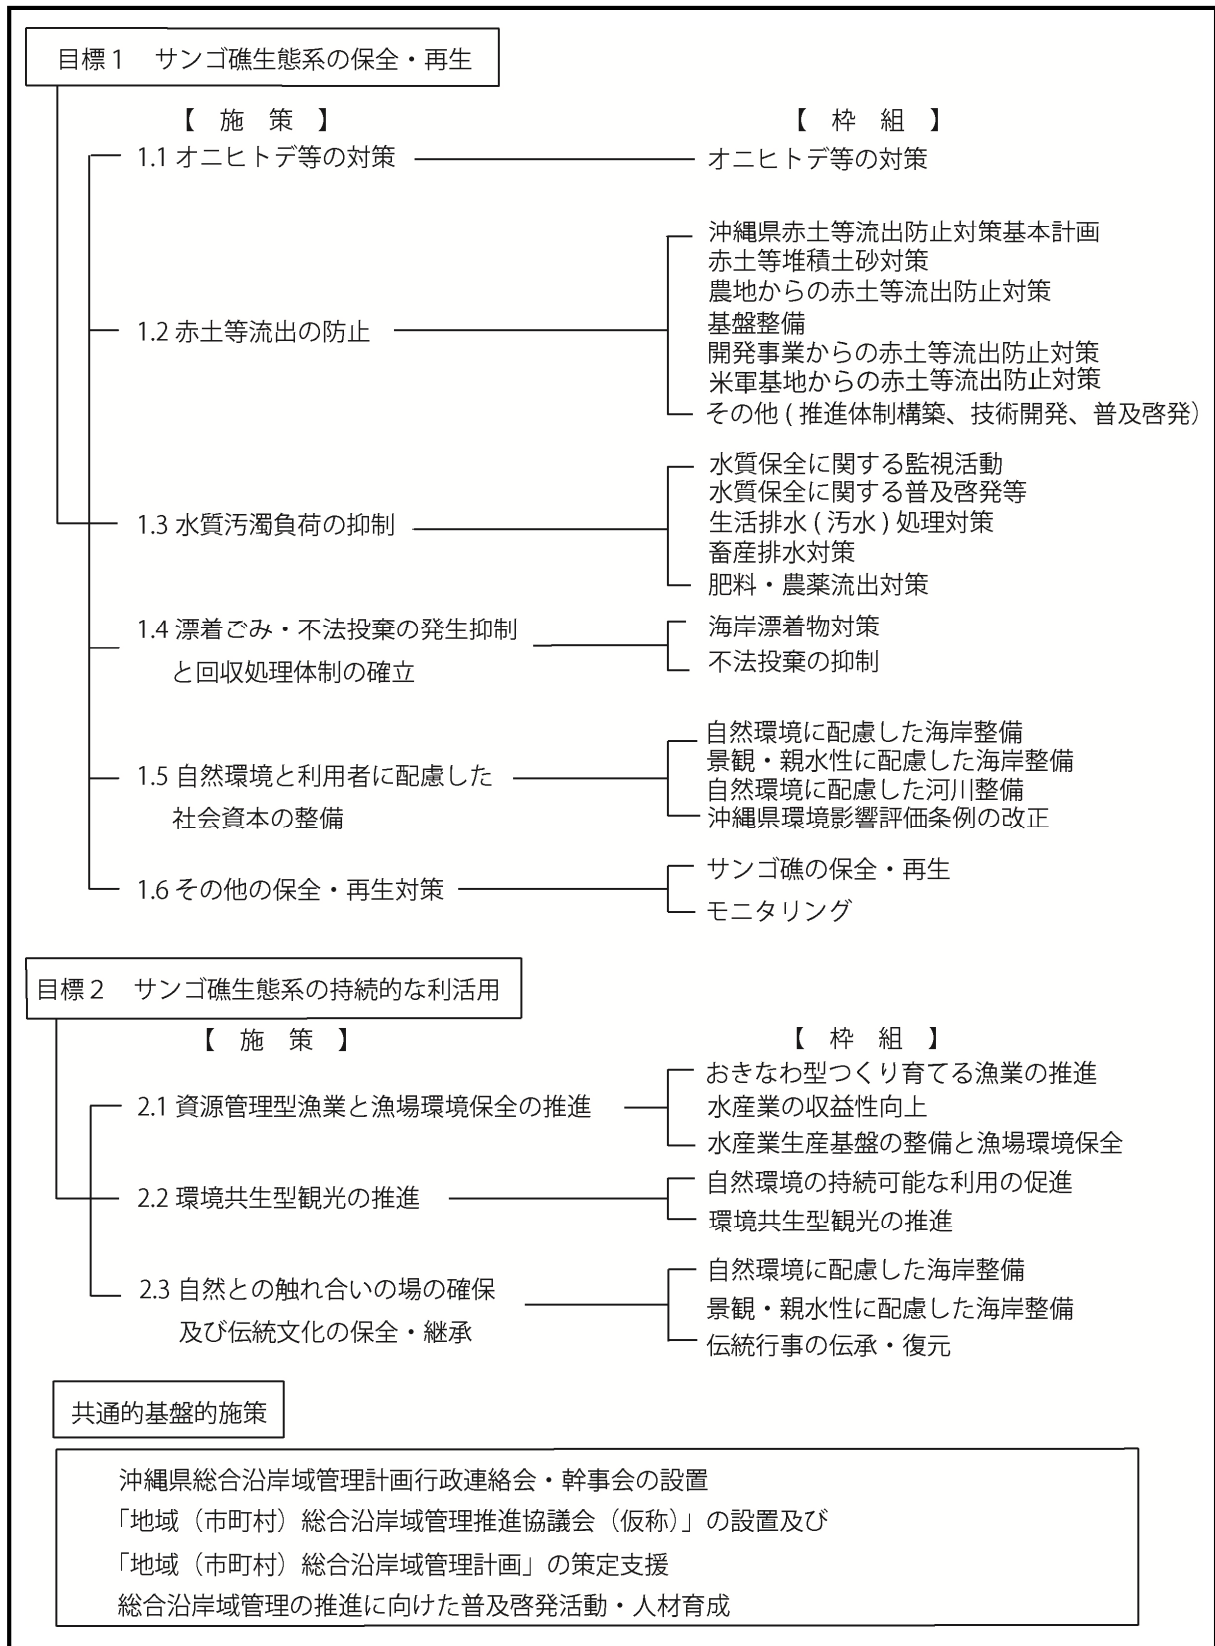 目標1　サンゴ礁生態系の保全・再生
【　施　策　】
【　枠　組　】
1.1 オニヒトデ等の対策
オニヒトデ等の対策
1.2 赤土等流出の防止
沖縄県赤土等流出防止対策基本計画
赤土等堆積土砂対策
農地からの赤土等流出防止対策
基盤整備
開発事業からの赤土等流出防止対策
米軍基地からの赤土等流出防止対策
その他 ( 推進体制構築、技術開発、普及啓発）
1.3 水質汚濁負荷の抑制
水質保全に関する監視活動
水質保全に関する普及啓発等
生活排水 ( 汚水 ) 処理対策
畜産排水対策
肥料・農薬流出対策
1.4 漂着ごみ・不法投棄の発生抑制
と回収処理体制の確立
海岸漂着物対策
不法投棄の抑制
1.5 自然環境と利用者に配慮した
社会資本の整備
自然環境に配慮した海岸整備
景観・親水性に配慮した海岸整備
自然環境に配慮した河川整備
沖縄県環境影響評価条例の改正
1.6 その他の保全・再生対策
サンゴ礁の保全・再生
モニタリング
目標2　サンゴ礁生態系の持続的な利活用
【　施　策　】
【　枠　組　】
2.1 資源管理型漁業と漁場環境保全の推進
おきなわ型つくり育てる漁業の推進
水産業の収益性向上
水産業生産基盤の整備と漁場環境保全
2.2 環境共生型観光の推進
自然環境の持続可能な利用の促進
環境共生型観光の推進
2.3 自然との触れ合いの場の確保
及び伝統文化の保全・継承
自然環境に配慮した海岸整備
景観・親水性に配慮した海岸整備
伝統行事の伝承・復元
共通的基盤的施策
沖縄県総合沿岸域管理計画行政連絡会・幹事会の設置
「地域（市町村）総合沿岸域管理推進協議会（仮称）」の設置及び
「地域（市町村）総合沿岸域管理計画」の策定支援
総合沿岸域管理の推進に向けた普及啓発活動・人材育成